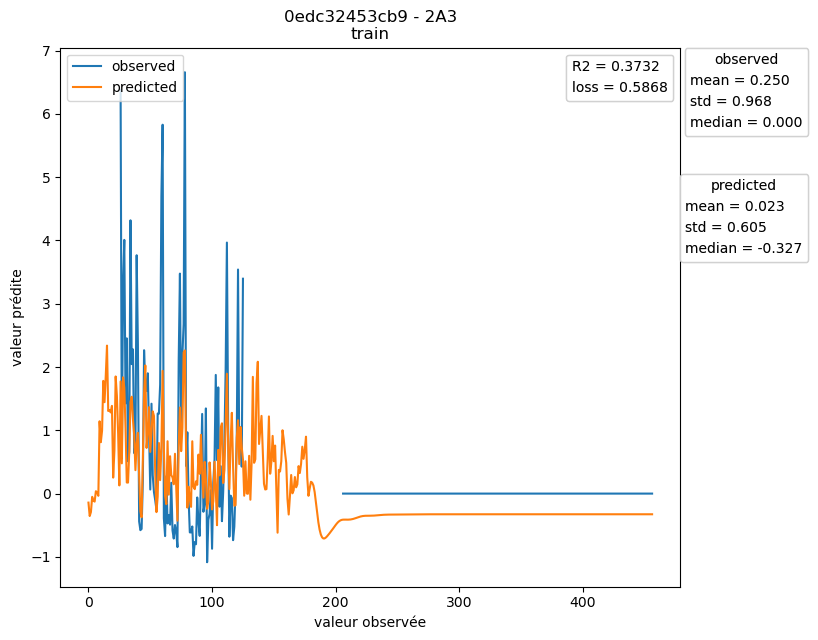 0edc32453cb9 - 2A3
train
observed
predicted
R2 = 0.3732
loss = 0.5868
observed
mean = 0.250
std = 0.968
median = 0.000
predicted
mean = 0.023
std = 0.605
median = -0.327
valeur prédite
7
6
5
4
3
2
1
0
−1
0
100
200
300
400
valeur observée